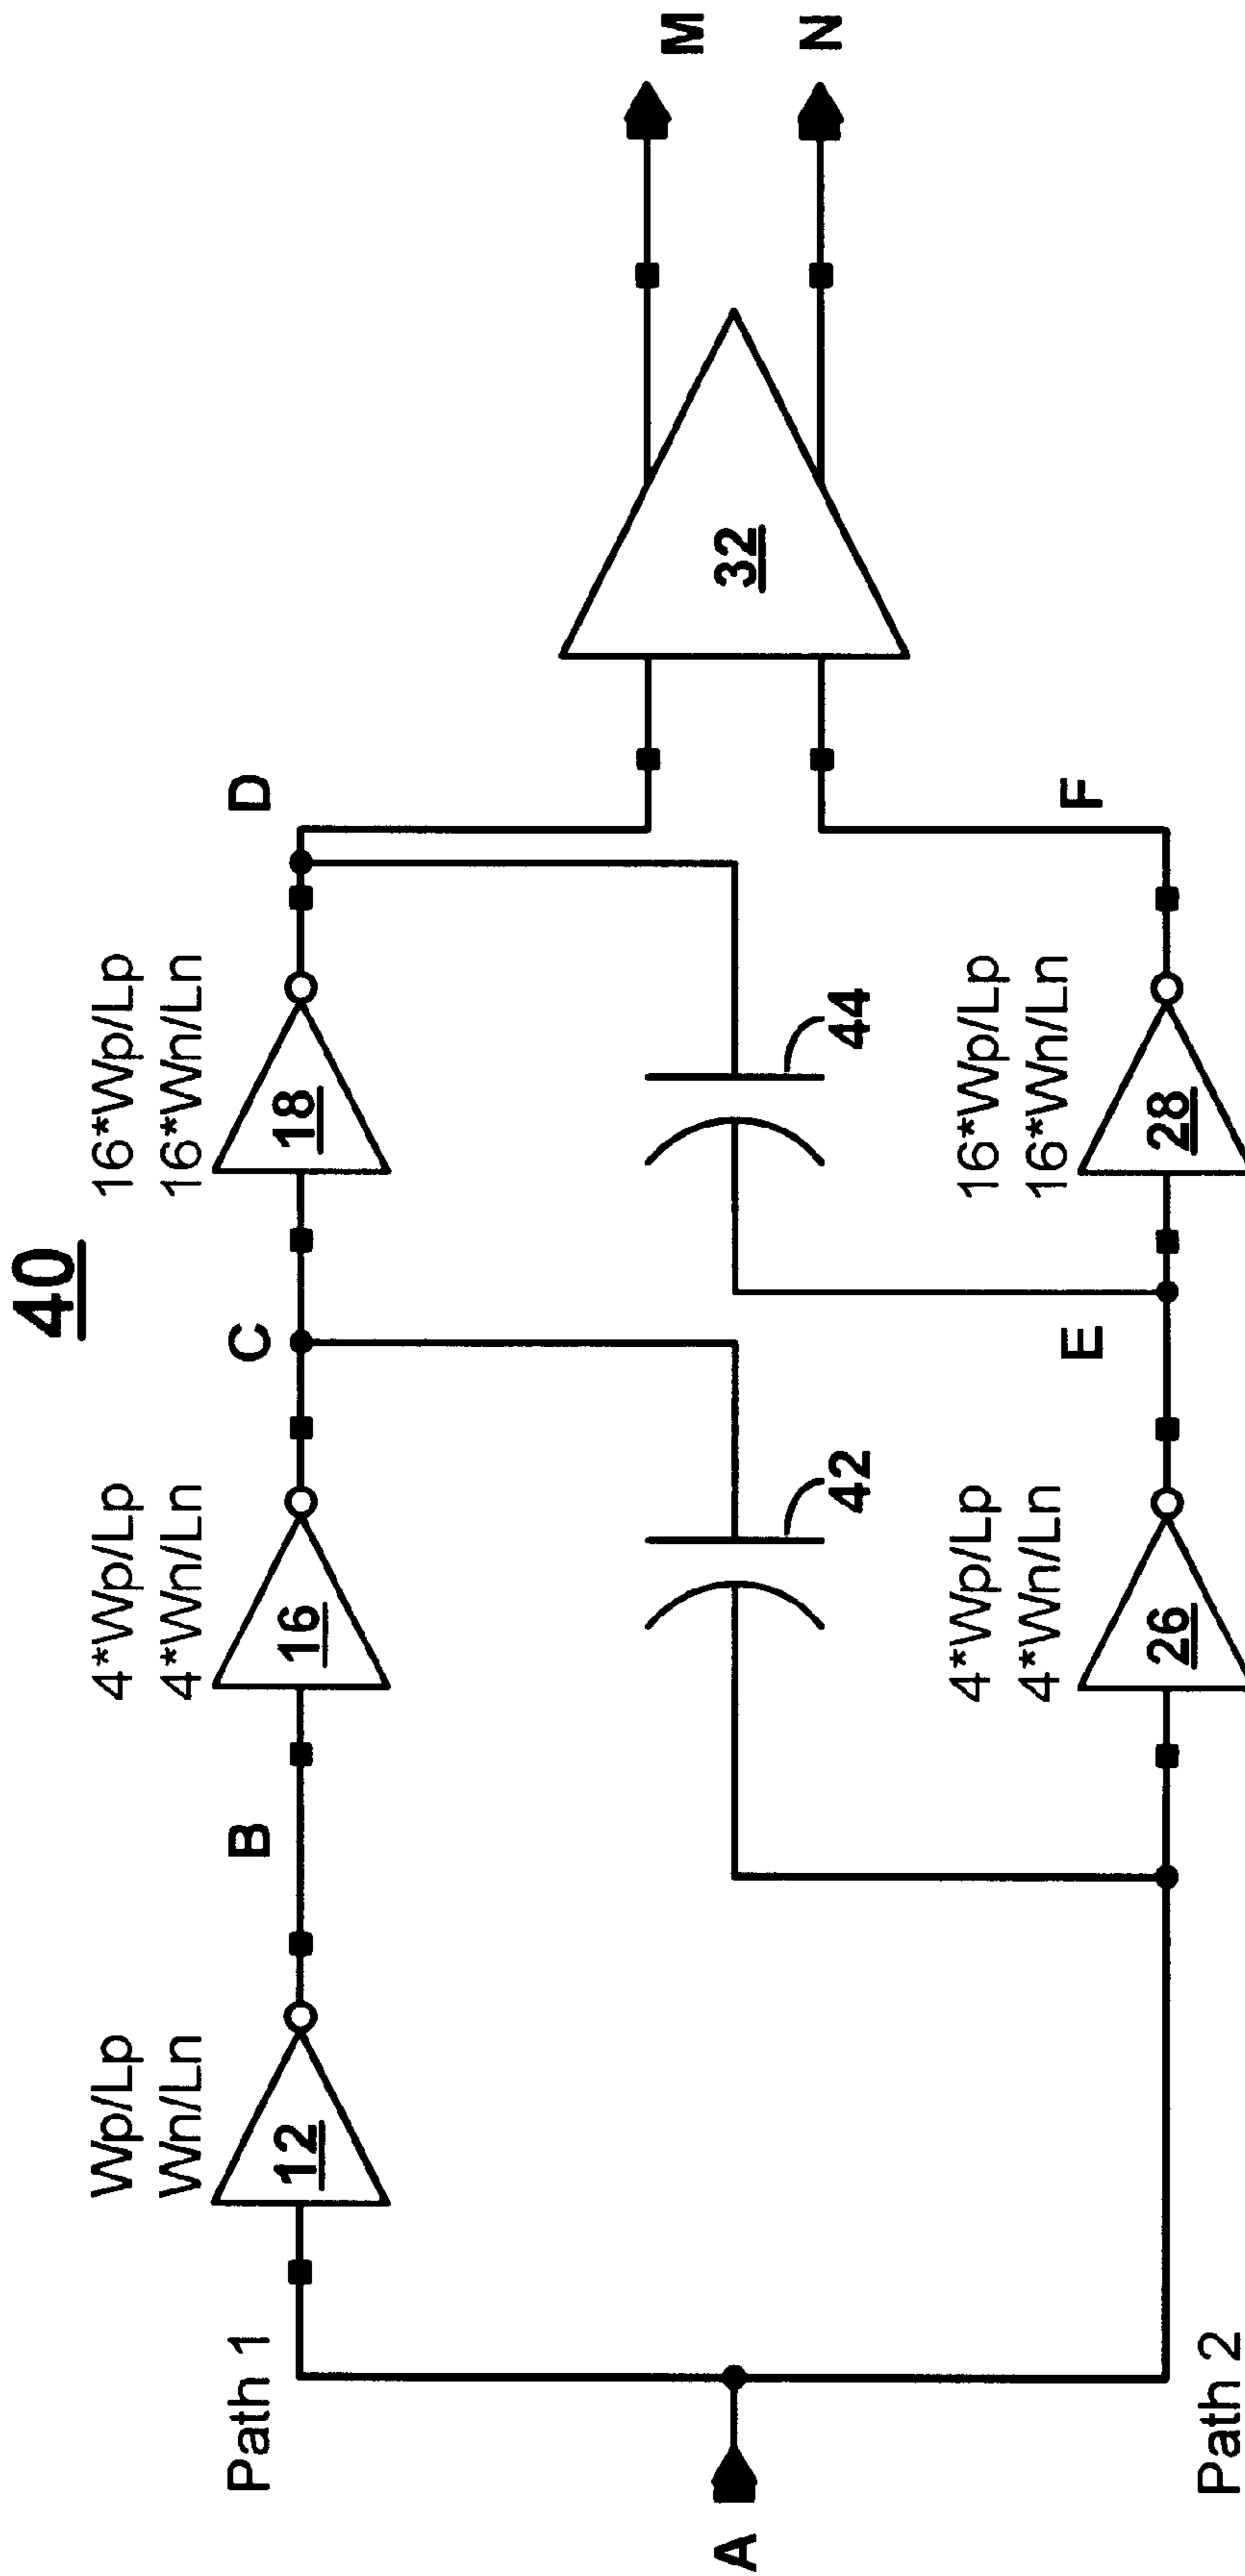 40
Path 1
Wp/Lp
Wn/Ln
12
B
4*Wp/Lp
4*Wn/Ln
16
C
16*Wp/Lp
16*Wn/Ln
18
D
A
42
44
32
M
N
Path 2
4*Wp/Lp
4*Wn/Ln
26
E
16*Wp/Lp
16*Wn/Ln
28
F